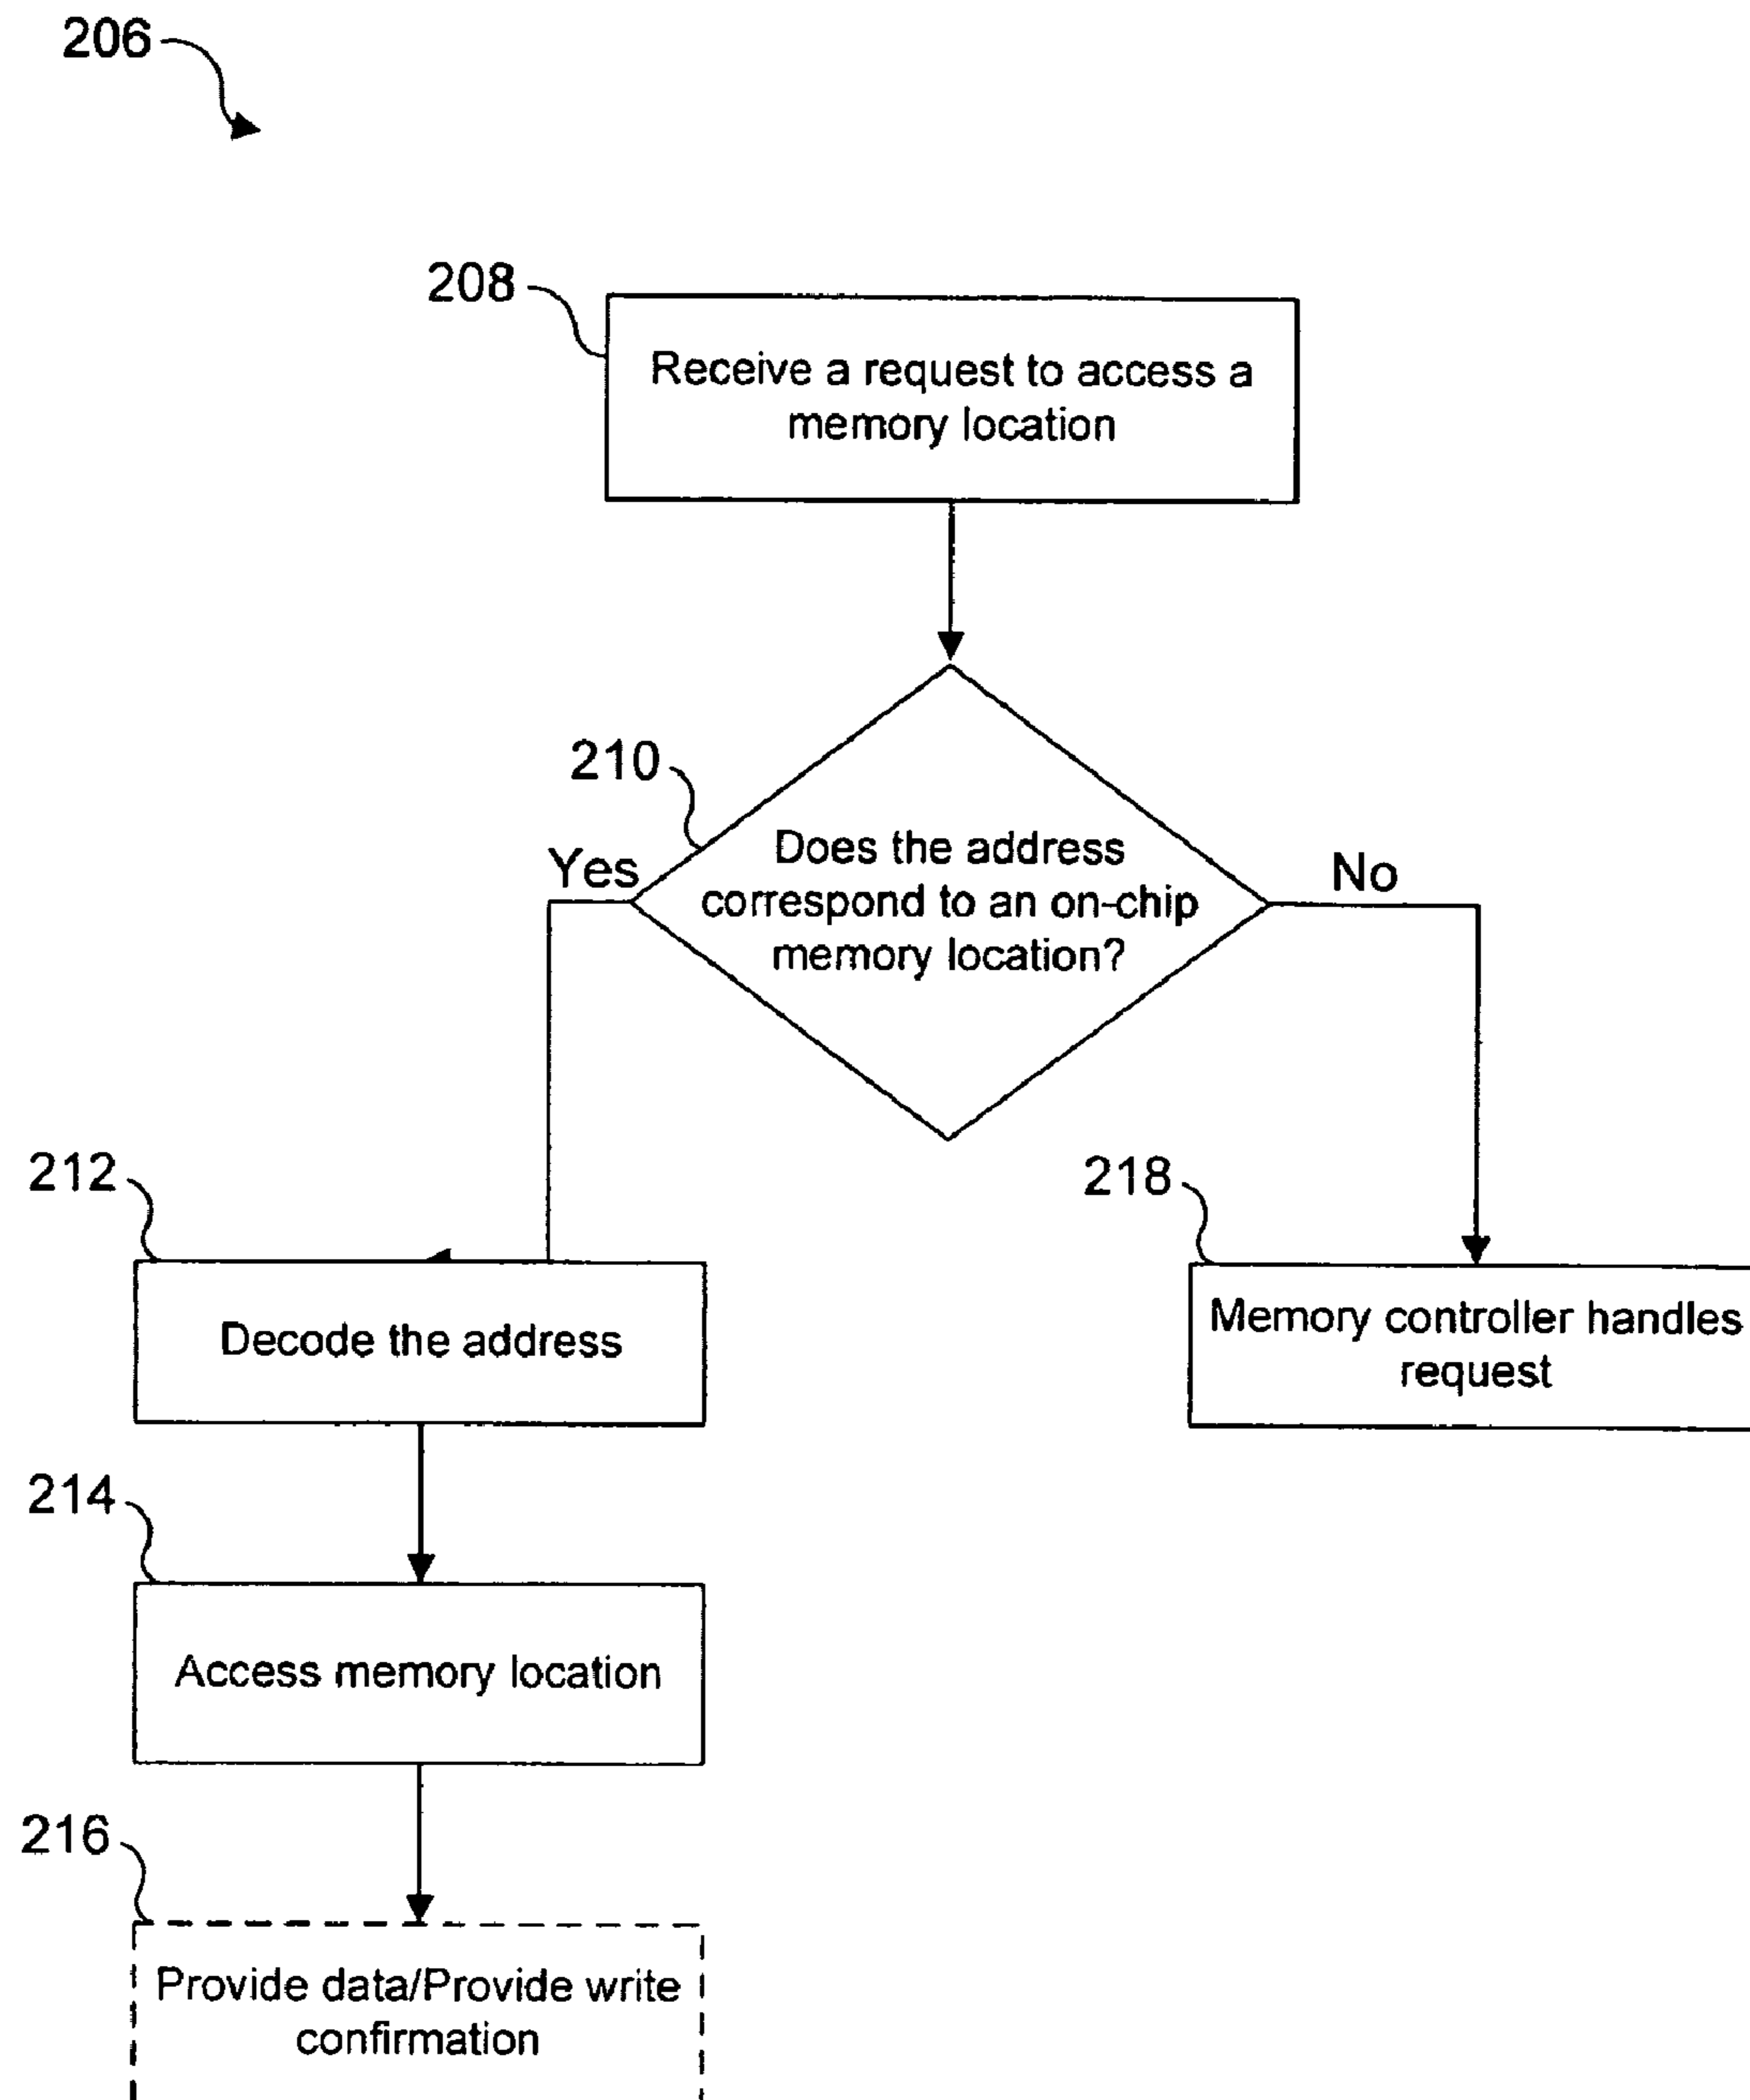 206
208
Receive a request to access a
memory location
210
Does the address
correspond to an on-chip
memory location?
Yes
No
212
Decode the address
218
Memory controller handles
request
214
Access memory location
216
Provide data/Provide write
confirmation